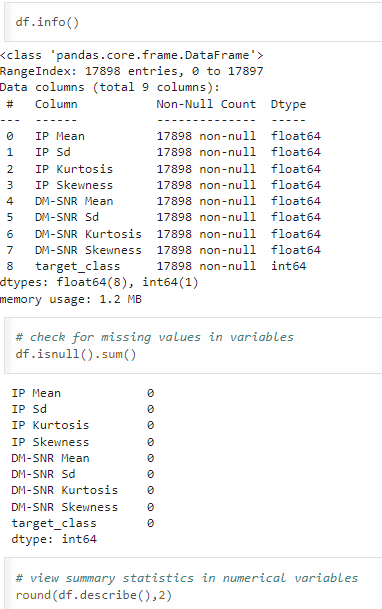 df.info()
<class 'pandas.core.frame.DataFrame'>
RangeIndex: 17898 entries, 0 to 17897
Data columns (total 9 columns):
 #   Column         Non-Null Count  Dtype
---  ------         --------------  -----
 0   IP Mean        17898 non-null  float64
 1   IP Sd          17898 non-null  float64
 2   IP Kurtosis    17898 non-null  float64
 3   IP Skewness    17898 non-null  float64
 4   DM-SNR Mean    17898 non-null  float64
 5   DM-SNR Sd      17898 non-null  float64
 6   DM-SNR Kurtosis  17898 non-null  float64
 7   DM-SNR Skewness  17898 non-null  float64
 8   target_class   17898 non-null  int64
dtypes: float64(8), int64(1)
memory usage: 1.2 MB
# check for missing values in variables
df.isnull().sum()
IP Mean            0
IP Sd              0
IP Kurtosis        0
IP Skewness        0
DM-SNR Mean        0
DM-SNR Sd          0
DM-SNR Kurtosis    0
DM-SNR Skewness    0
target_class       0
dtype: int64
# view summary statistics in numerical variables
round(df.describe(),2)